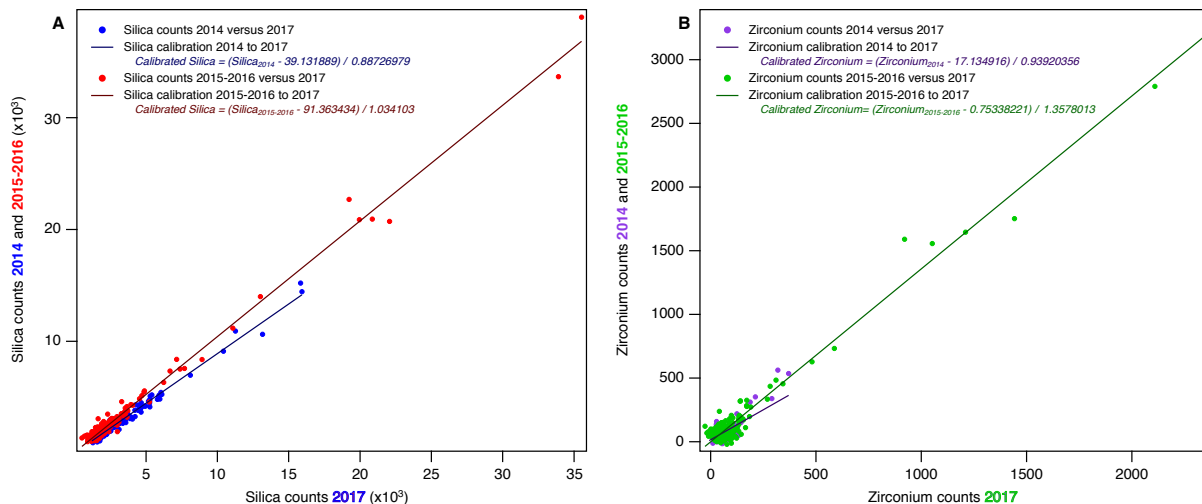 A
Silica counts 2014 versus 2017
Silica calibration 2014 to 2017
Calibrated Silica = (Silica2014 - 39.131889) / 0.88726979
Silica counts 2015-2016 versus 2017
Silica calibration 2015-2016 to 2017
Calibrated Silica = (Silica2015-2016 - 91.363434) / 1.034103
Silica counts 2014 and 2015-2016 (x10³)
30
20
10
5
10
15
20
25
30
35
Silica counts 2017 (x10³)
B
Zirconium counts 2014 versus 2017
Zirconium calibration 2014 to 2017
Calibrated Zirconium = (Zirconium2014 - 17.134916) / 0.93920356
Zirconium counts 2015-2016 versus 2017
Zirconium calibration 2015-2016 to 2017
Calibrated Zirconium= (Zirconium2015-2016 - 0.75338221) / 1.3578013
Zirconium counts 2014 and 2015-2016
3000
2500
2000
1500
1000
500
0
0
500
1000
1500
2000
Zirconium counts 2017